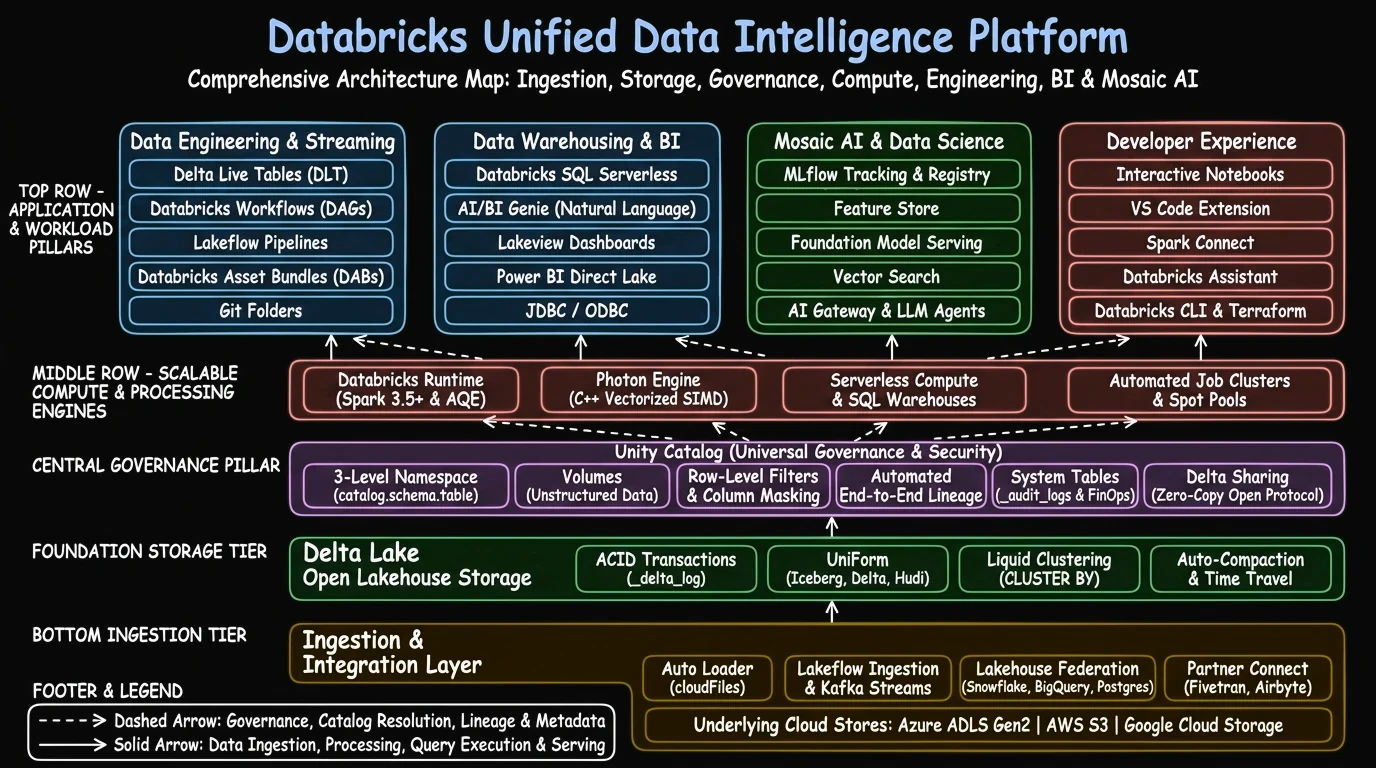 Databricks Unified Data Intelligence Platform
Comprehensive Architecture Map: Ingestion, Storage, Governance, Compute, Engineering, BI & Mosaic AI
TOP ROW –
APPLICATION
& WORKLOAD
PILLARS
Data Engineering & Streaming
Delta Live Tables (DLT)
Databricks Workflows (DAGs)
Lakeflow Pipelines
Databricks Asset Bundles (DABs)
Git Folders
Data Warehousing & BI
Databricks SQL Serverless
AI/BI Genie (Natural Language)
Lakeview Dashboards
Power BI Direct Lake
JDBC / ODBC
Mosaic AI & Data Science
MLflow Tracking & Registry
Feature Store
Foundation Model Serving
Vector Search
AI Gateway & LLM Agents
Developer Experience
Interactive Notebooks
VS Code Extension
Spark Connect
Databricks Assistant
Databricks CLI & Terraform
MIDDLE ROW – SCALABLE
COMPUTE & PROCESSING
ENGINES
Databricks Runtime
(Spark 3.5+ & AQE)
Photon Engine
(C++ Vectorized SIMD)
Serverless Compute
& SQL Warehouses
Automated Job Clusters
& Spot Pools
CENTRAL GOVERNANCE PILLAR
Unity Catalog (Universal Governance & Security)
3-Level Namespace
(catalog.schema.table)
Volumes
(Unstructured Data)
Row-Level Filters
& Column Masking
Automated
End-to-End Lineage
System Tables
(_audit_logs & FinOps)
Delta Sharing
(Zero-Copy Open Protocol)
FOUNDATION STORAGE TIER
Delta Lake
Open Lakehouse Storage
ACID Transactions
(_delta_log)
UniForm
(Iceberg, Delta, Hudi)
Liquid Clustering
(CLUSTER BY)
Auto-Compaction
& Time Travel
BOTTOM INGESTION TIER
Ingestion &
Integration Layer
Auto Loader
(cloudFiles)
Lakeflow Ingestion
& Kafka Streams
Lakehouse Federation
(Snowflake, BigQuery, Postgres)
Partner Connect
(Fivetran, Airbyte)
Underlying Cloud Stores: Azure ADLS Gen2 | AWS S3 | Google Cloud Storage
FOOTER & LEGEND
Dashed Arrow: Governance, Catalog Resolution, Lineage & Metadata
Solid Arrow: Data Ingestion, Processing, Query Execution & Serving